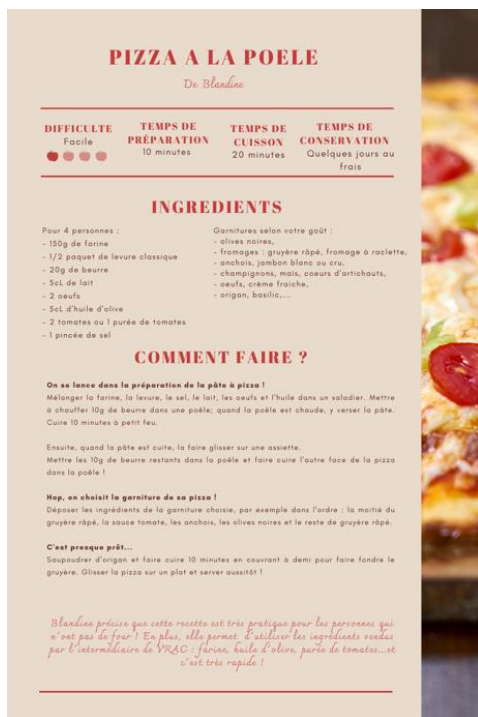 PIZZA A LA POELE
De Blandine
DIFFICULTE
Facile
TEMPS DE
PRÉPARATION
10 minutes
TEMPS DE
CUISSON
20 minutes
TEMPS DE
CONSERVATION
Quelques jours au
frais
INGREDIENTS
Pour 4 personnes :
- 150g de farine
- 1/2 paquet de levure classique
- 20g de beurre
- 5cL de lait
- 2 oeufs
- 5cL d'huile d'olive
- 2 tomates ou 1 purée de tomates
- 1 pincée de sel
Garnitures selon votre goût :
- olives noires,
- fromages : gruyère râpé, fromage à raclette,
- anchois, jambon blanc ou cru,
- champignons, maïs, coeurs d'artichauts,
- oeufs, crème fraiche,
- origan, basilic,...
COMMENT FAIRE ?
On se lance dans la préparation de la pâte à pizza !
Mélanger la farine, la levure, le sel, le lait, les oeufs et l'huile dans un saladier. Mettre
à chauffer 10g de beurre dans une poêle; quand la poêle est chaude, y verser la pâte.
Cuire 10 minutes à petit feu.
Ensuite, quand la pâte est cuite, la faire glisser sur une assiette.
Mettre les 10g de beurre restants dans la poêle et faire cuire l'autre face de la pizza
dans la poêle !
Hop, on choisit la garniture de sa pizza !
Déposer les ingrédients de la garniture choisie, par exemple dans l'ordre : la moitié du
gruyère râpé, la sauce tomate, les anchois, les olives noires et le reste de gruyère râpé.
C'est presque prêt...
Saupoudrer d'origan et faire cuire 10 minutes en couvrant à demi pour faire fondre le
gruyère. Glisser la pizza sur un plat et server aussitôt !
Blandine précise que cette recette est très pratique pour les personnes qui
n'ont pas de four ! En plus, elle permet d'utiliser les ingrédients vendus
par l'intermédiaire de VRAC : farine, huile d'olive, purée de tomates...et
c'est très rapide !